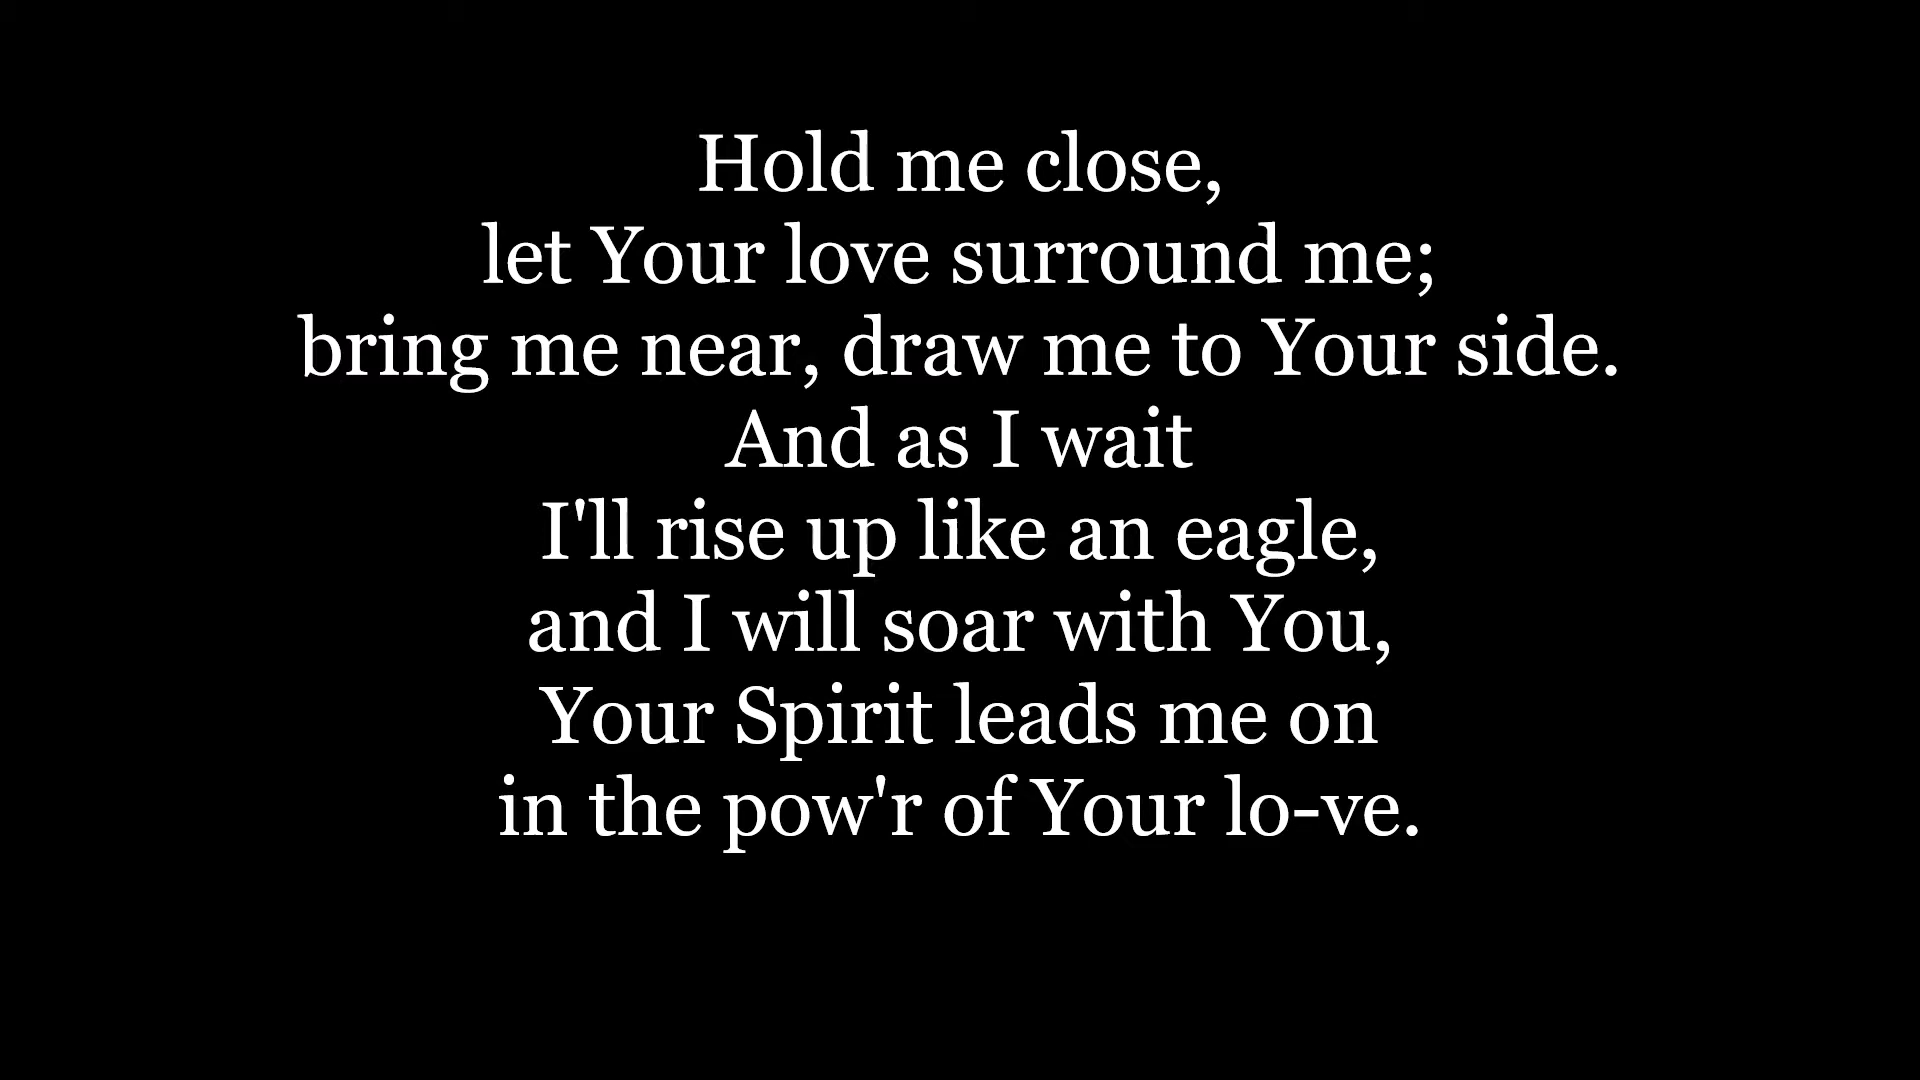 Hold me close,
let Your love surround me;
bring me near, draw me to Your side.
And as I wait
I'll rise up like an eagle,
and I will soar with You,
Your Spirit leads me on
in the pow'r of Your lo-ve.